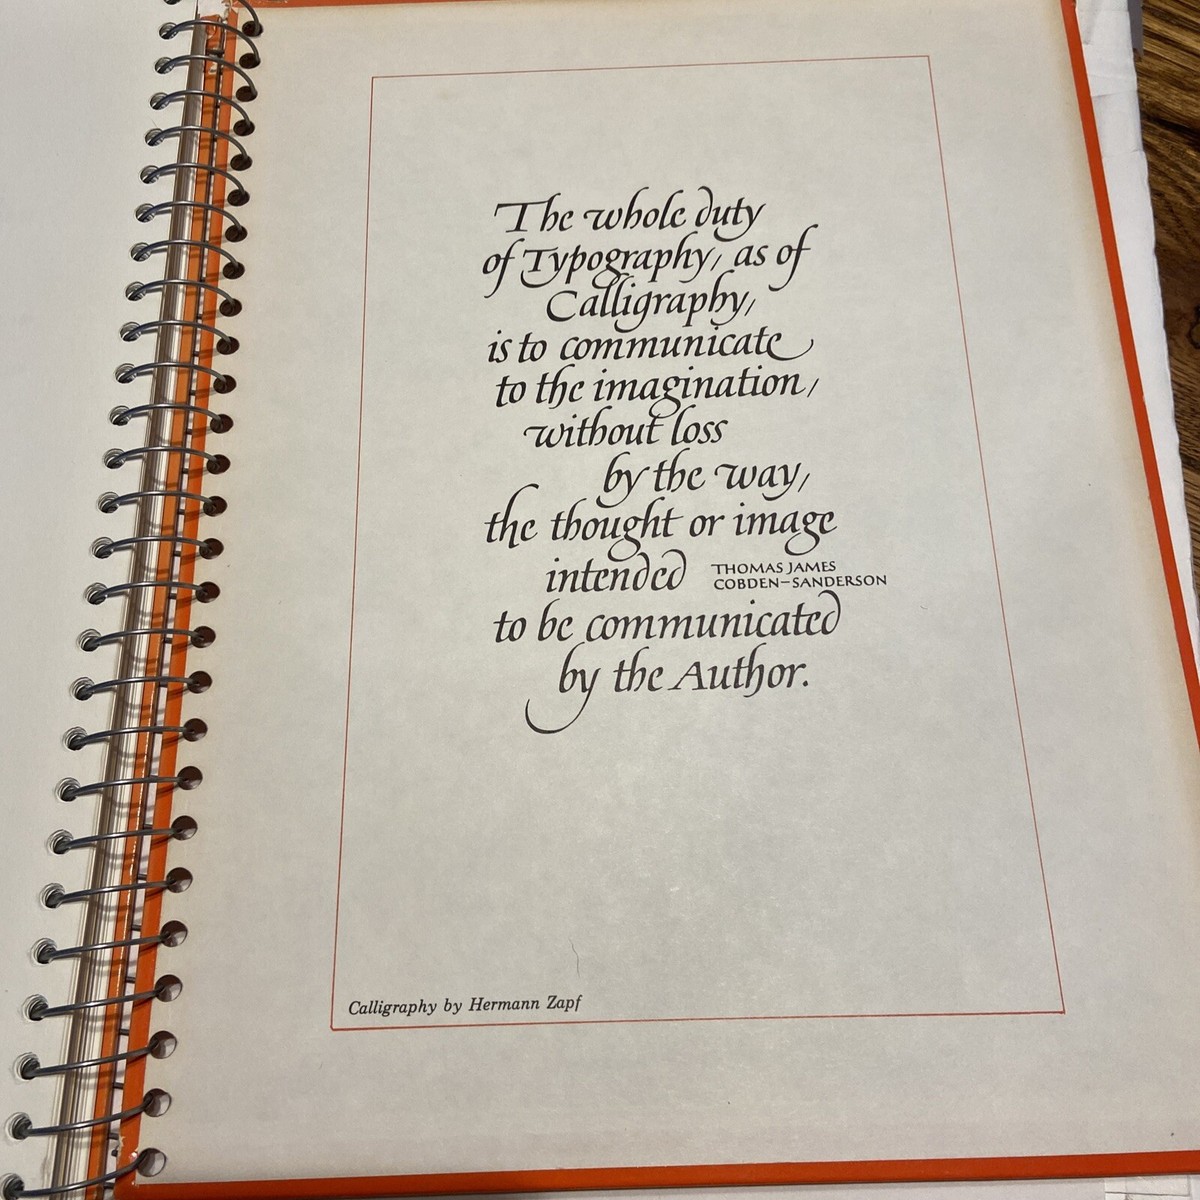 The whole duty
of Typography, as of
Calligraphy,
is to communicate
to the imagination,
without loss
by the way,
the thought or image
intended
THOMAS JAMES
COBDEN-SANDERSON
to be communicated
by the Author.
Calligraphy by Hermann Zapf